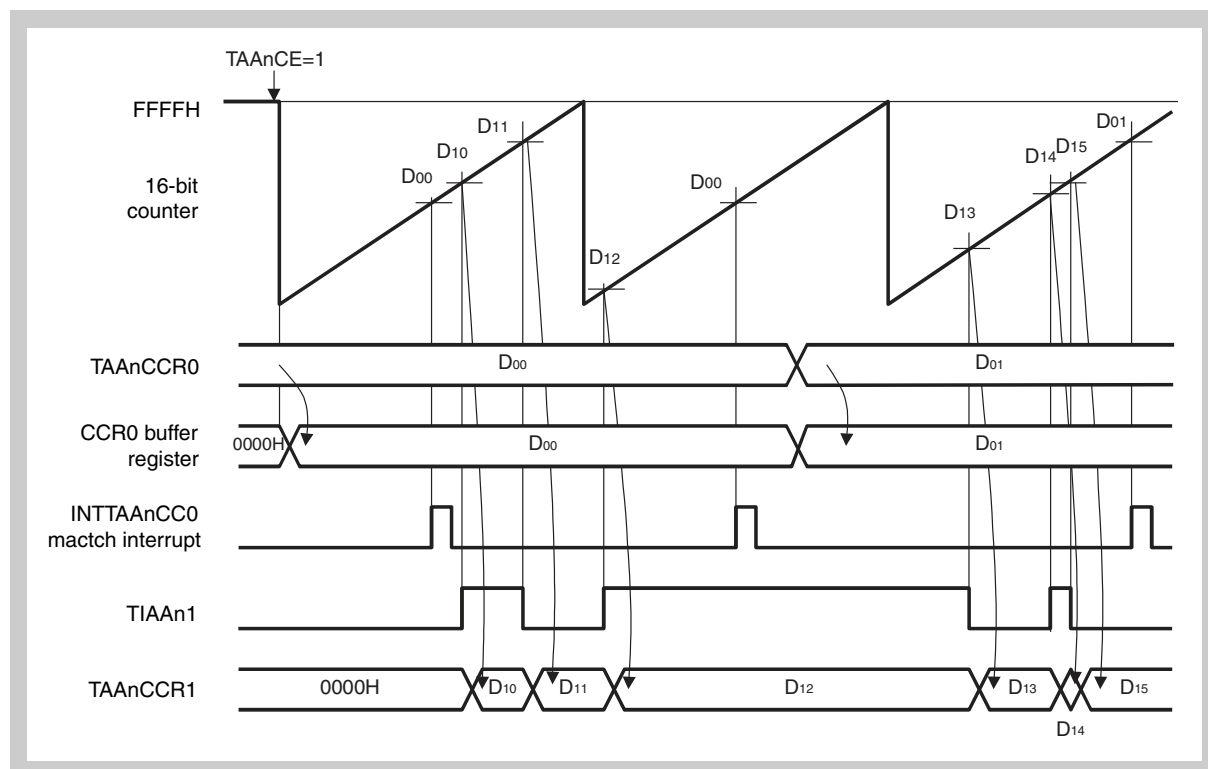 TAAnCE=1
FFFFH
16-bit
counter
D00
D10
D11
D12
D00
D13
D14
D15
D01
TAAnCCR0
D00
D01
CCR0 buffer
register
0000H
D00
D01
INTTAAnCC0
mactch interrupt
TIAAn1
TAAnCCR1
0000H
D10
D11
D12
D13
D15
D14